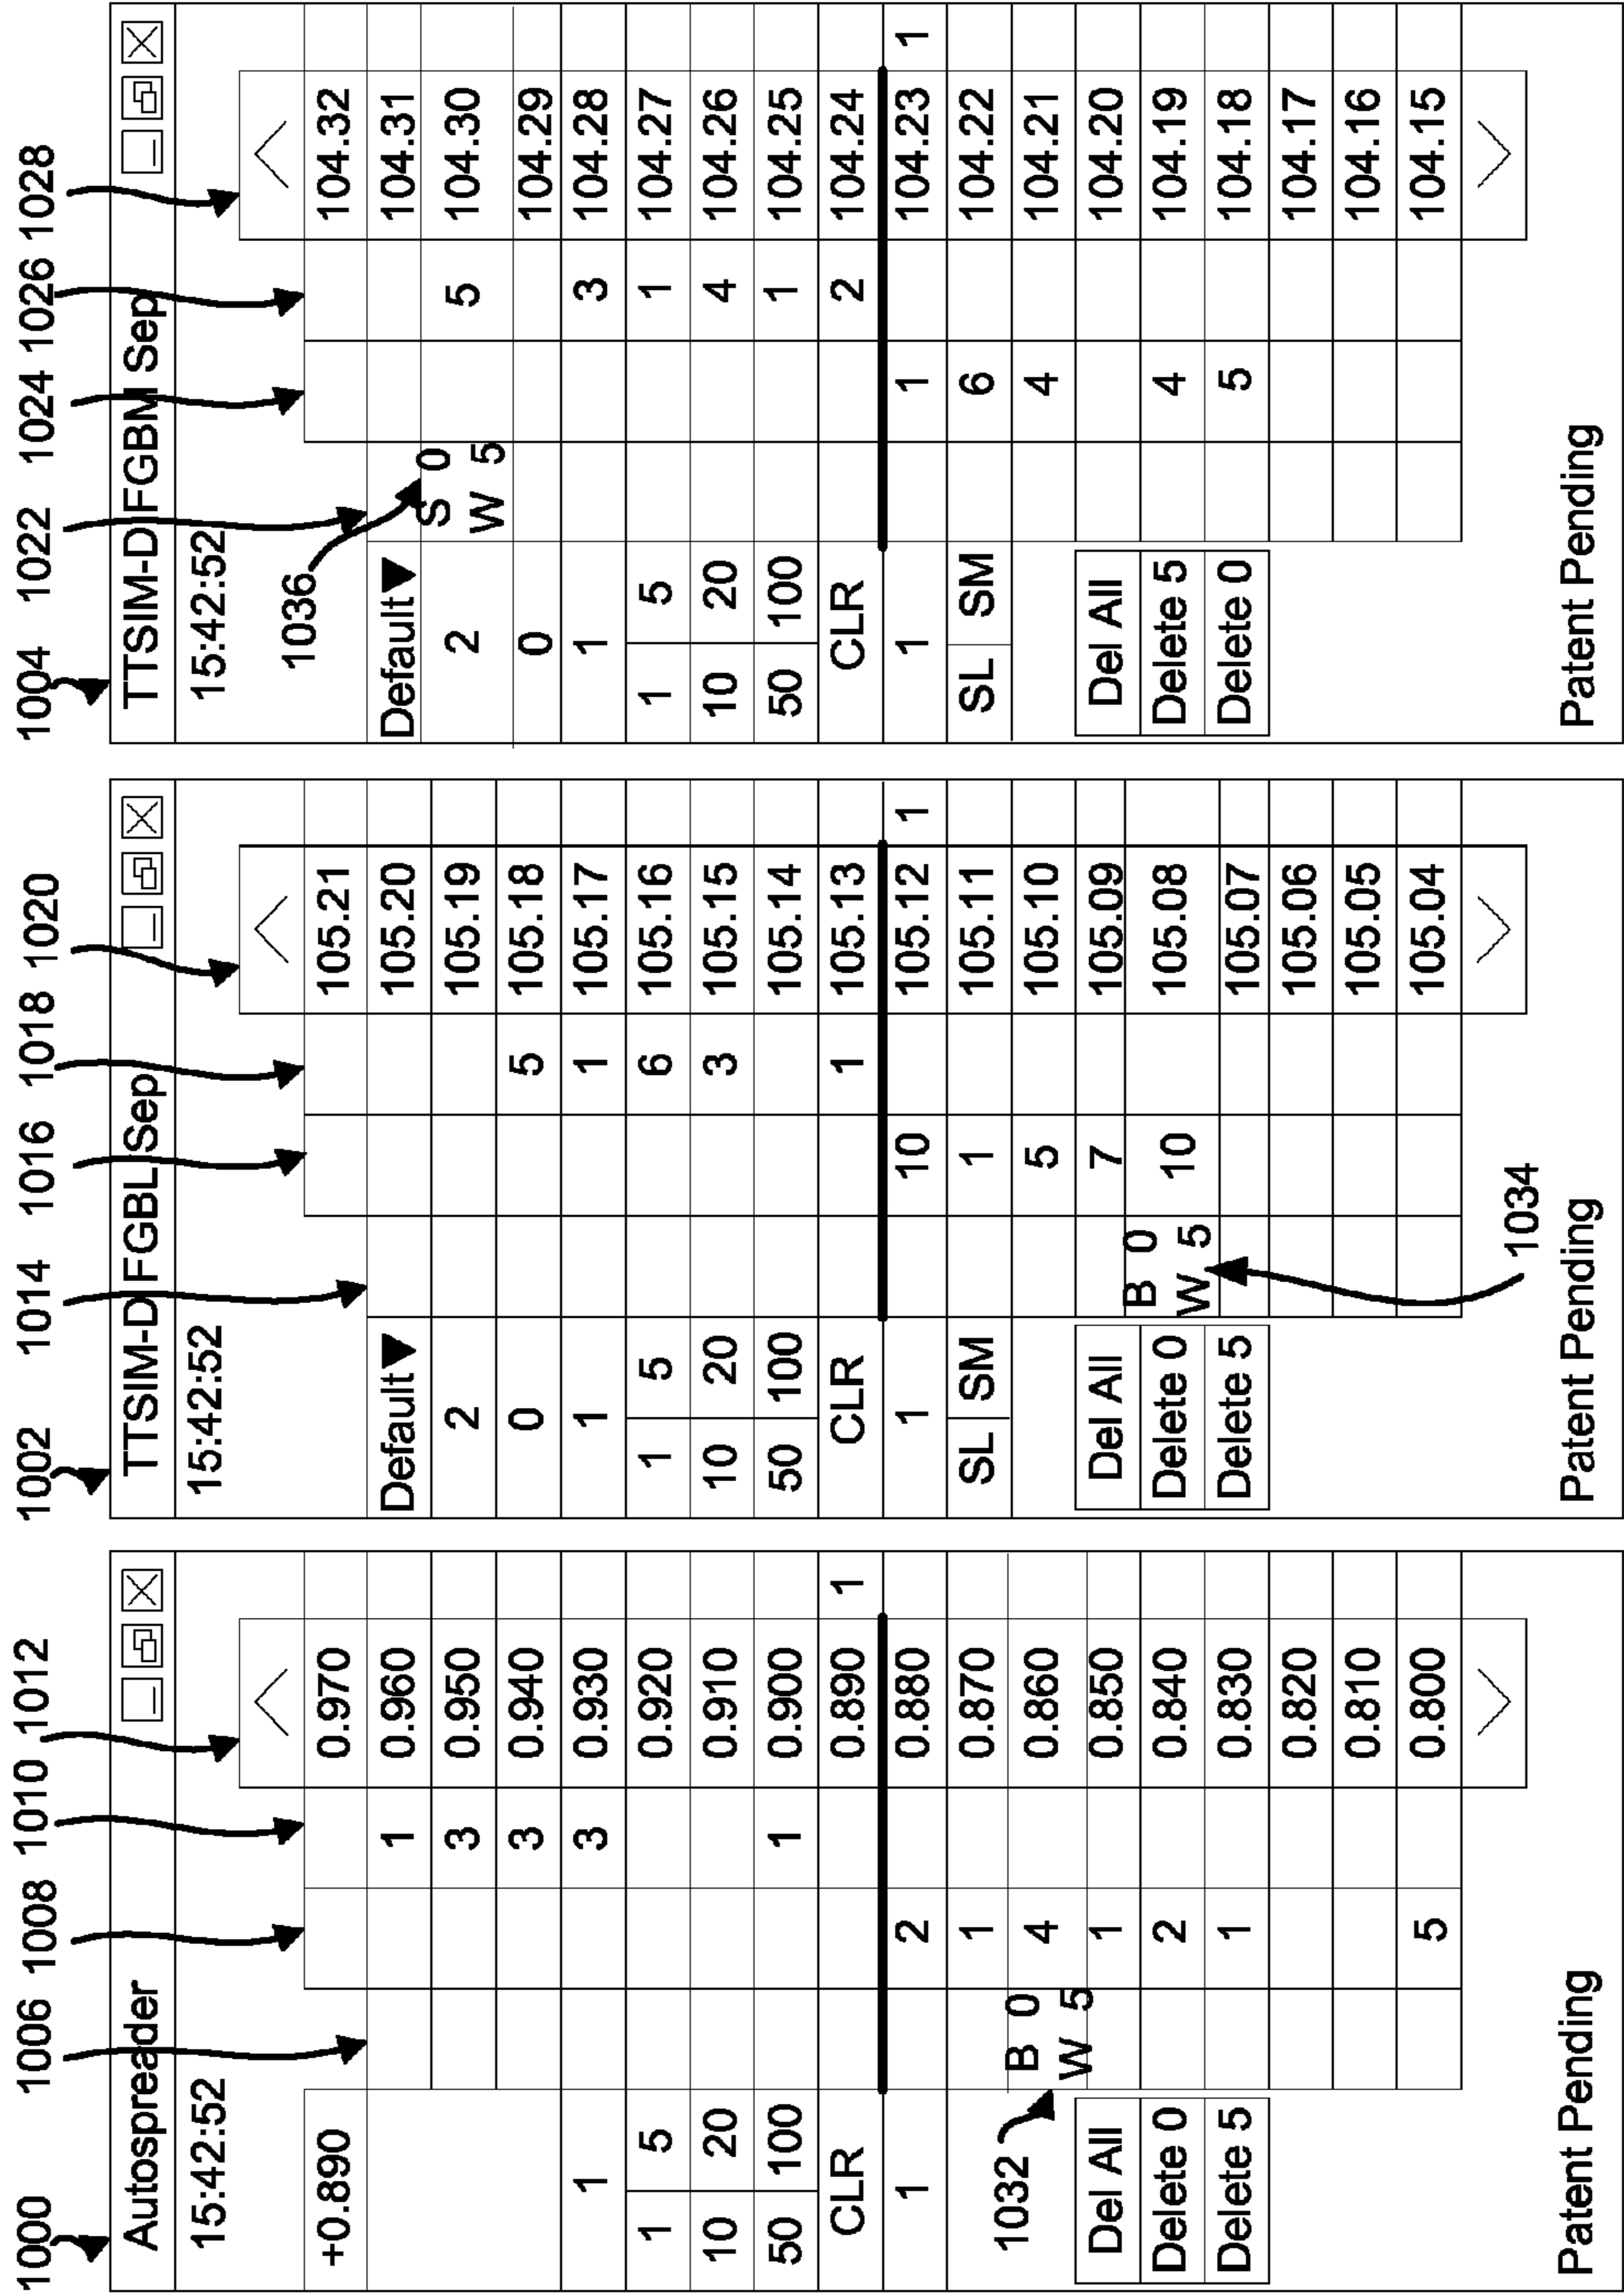 1000 1006 1008 1010 1012
Autospreader
15:42:52
+0.890 0.970
1 0.960
3 0.950
3 0.940
1 3 0.930
1 5 0.920
10 20 0.910
50 100 1 0.900
CLR 0.890 1
1 2 0.880
1 0.870
1032 B 0 4 0.860
W 5
Del All 1 0.850
Delete 0 2 0.840
Delete 5 1 0.830
0.820
0.810
5 0.800
Patent Pending
1002 1014 1016 1018 1020
TTSIM-D FGBL Sep
15:42:52
105.21
Default▼ 105.20
2 105.19
0 5 105.18
1 1 105.17
1 5 6 105.16
10 20 3 105.15
50 100 105.14
CLR 1 105.13
1 10 105.12 1
SL SM 1 105.11
5 105.10
Del All 7 105.09
Delete 0 B 0 10 105.08
W 5
Delete 5 105.07
105.06
105.05
105.04
1034
Patent Pending
1004 1022 1024 1026 1028
TTSIM-D FGBM Sep
15:42:52
1036
104.32
Default▼ 104.31
2 S 0 5 104.30
W 5
0 104.29
1 3 104.28
1 5 1 104.27
10 20 4 104.26
50 100 1 104.25
CLR 2 104.24
1 1 104.23 1
SL SM 6 104.22
4 104.21
Del All 104.20
Delete 5 4 104.19
Delete 0 5 104.18
104.17
104.16
104.15
Patent Pending